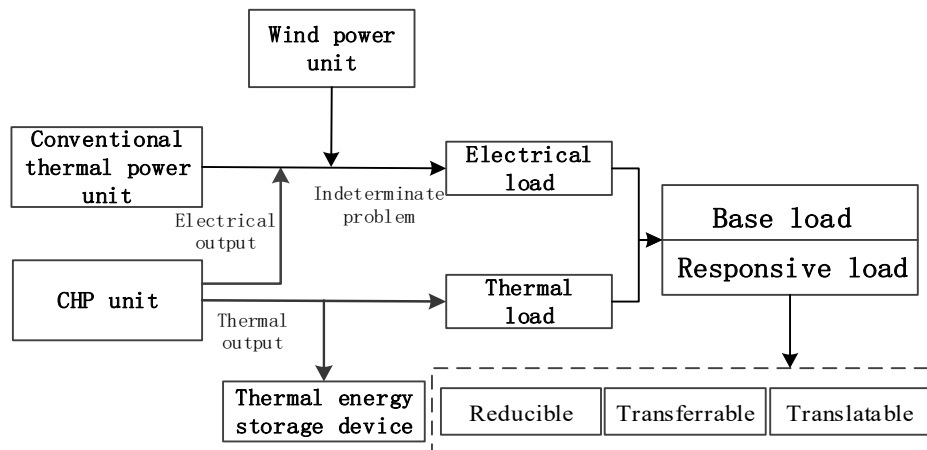 Wind power
unit
Conventional
thermal power
unit
Electrical
load
Indeterminate
problem
Electrical
output
Base load
Responsive load
CHP unit
Thermal
load
Thermal
output
Thermal energy
storage device
Reducible
Transferrable
Translatable